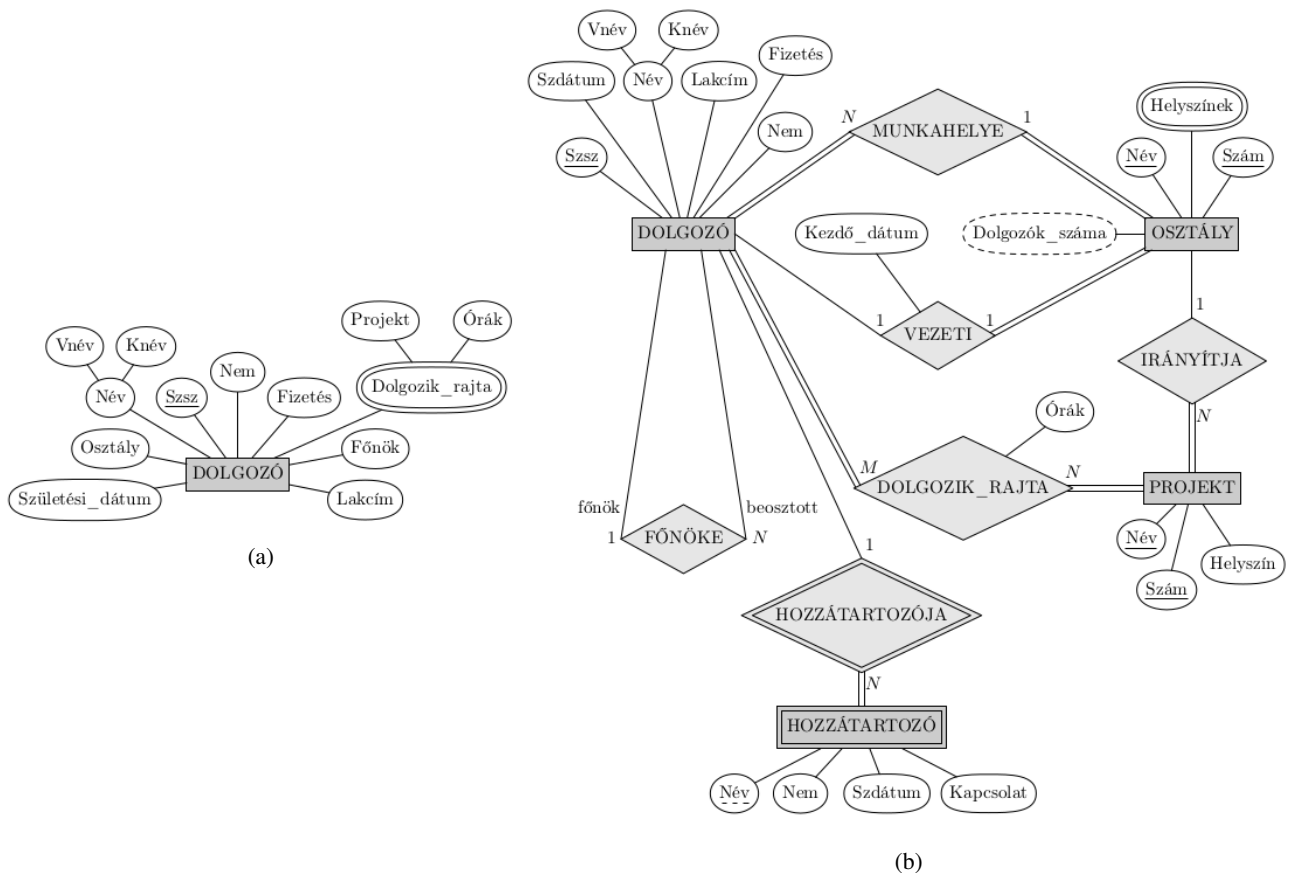 Projekt
Órák
Vnév
Knév
Nem
Név
Szsz
Fizetés
Dolgozik_rajta
Osztály
DOLGOZÓ
Főnök
Születési_dátum
Lakcím
(a)
Vnév
Knév
Fizetés
Szdátum
Név
Lakcím
Nem
Szsz
N
MUNKAHELYE
1
Helyszínek
Név
Szám
DOLGOZÓ
Kezdő_dátum
Dolgozók_száma
OSZTÁLY
1
VEZETI
1
1
IRÁNYÍTJA
N
Órák
M
DOLGOZIK_RAJTA
N
PROJEKT
főnök
beosztott
1
FŐNÖKE
N
Név
Helyszín
Szám
1
HOZZÁTARTOZÓJA
N
HOZZÁTARTOZÓ
Név
Nem
Szdátum
Kapcsolat
(b)